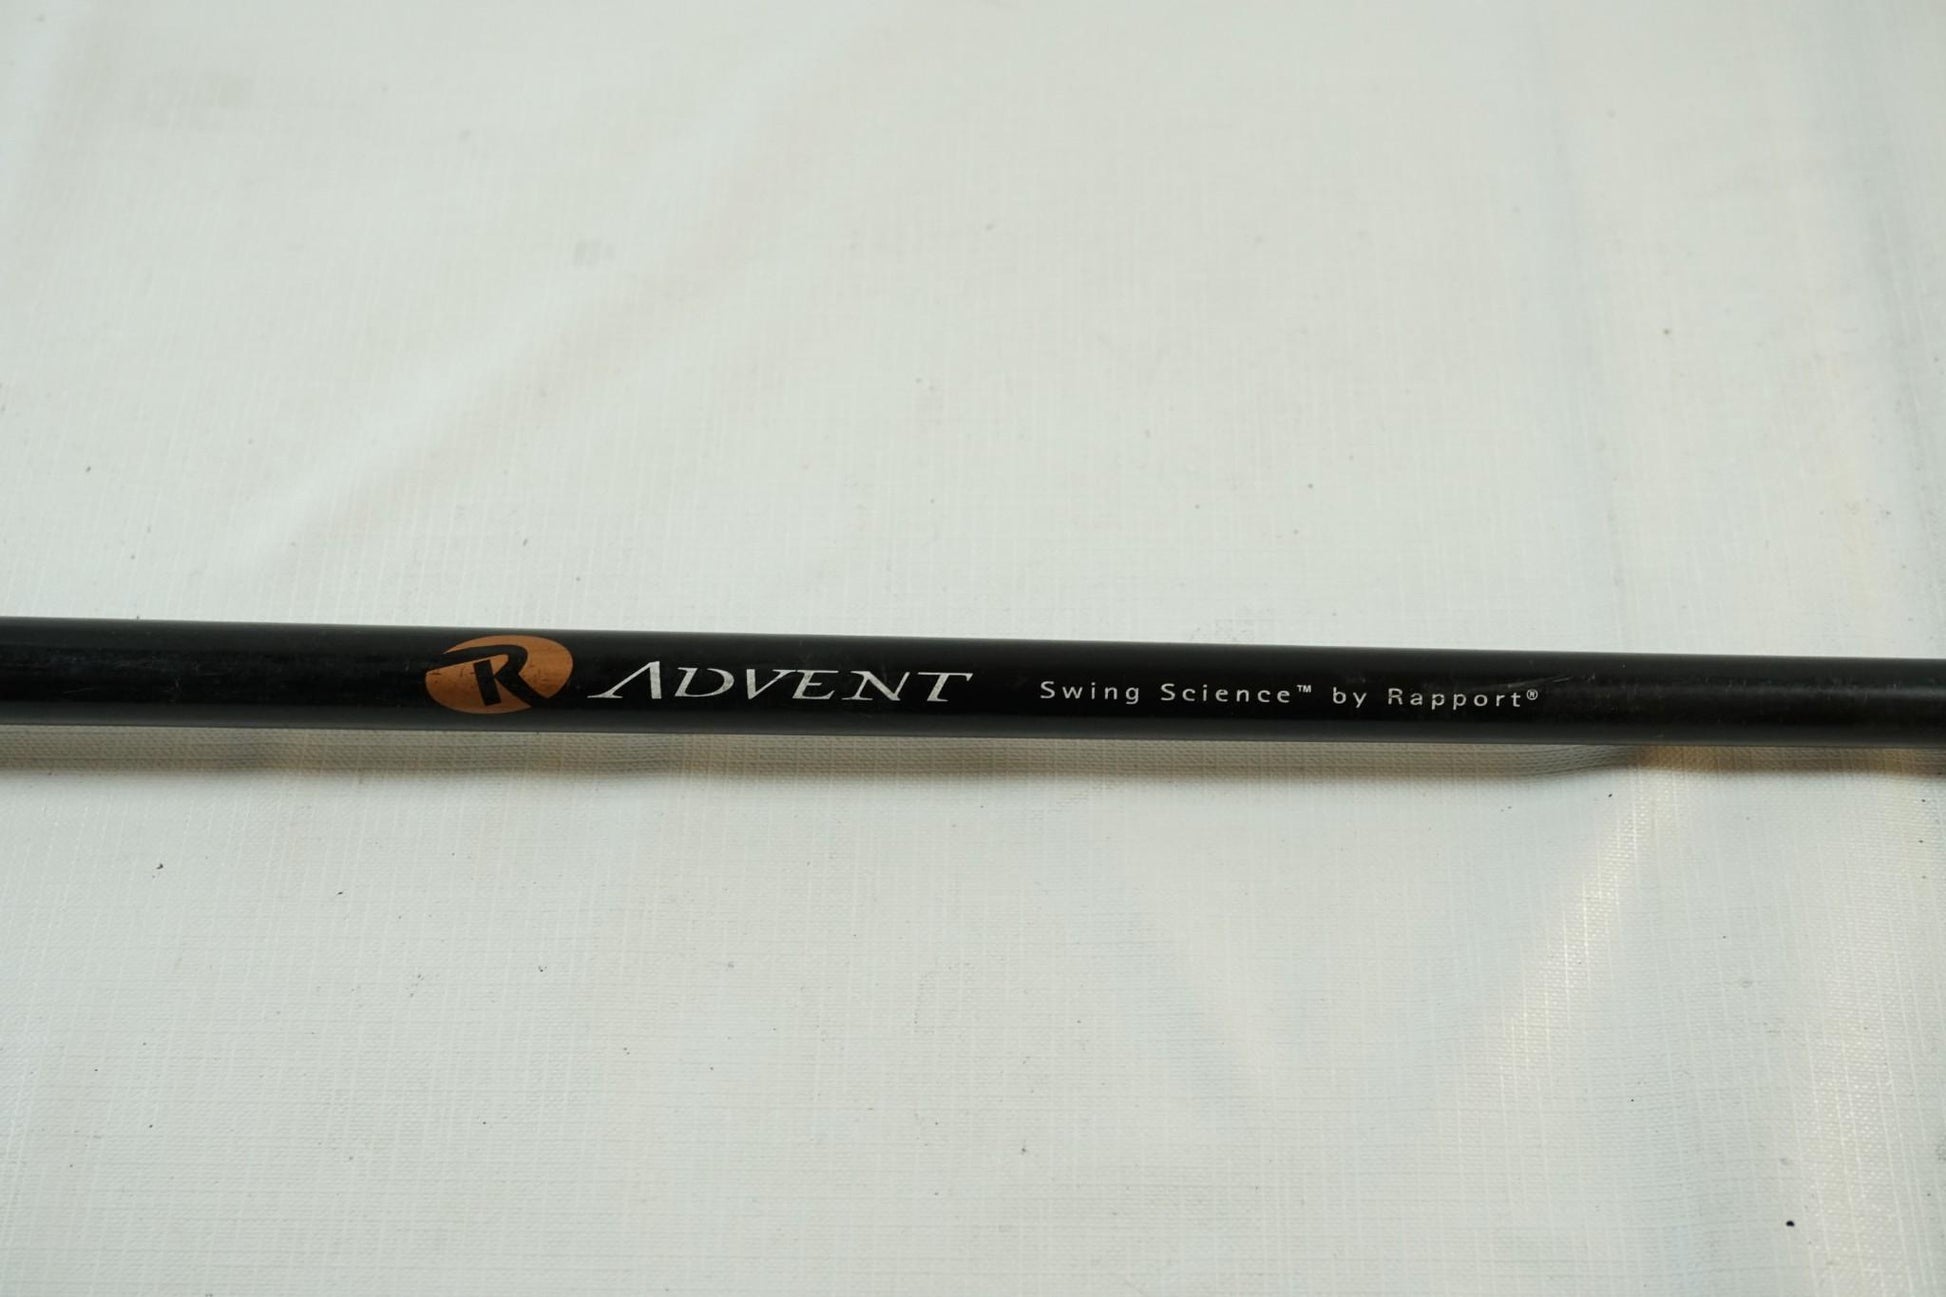 R ADVENT Swing Science™ by Rapport®